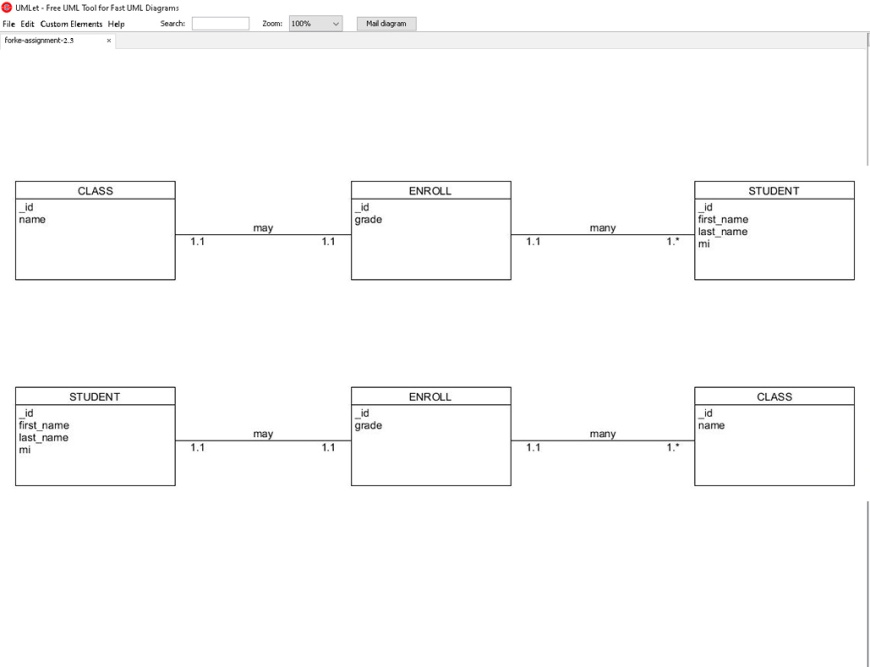 UMLet - Free UML Tool for Fast UML Diagrams
File Edit Custom Elements Help Search: Zoom: 100% Mail diagram
forke-assignment-2.3 ×
CLASS
_id
name
may
1.1 1.1
ENROLL
_id
grade
many
1.1 1.*
STUDENT
_id
first_name
last_name
mi
STUDENT
_id
first_name
last_name
mi
may
1.1 1.1
ENROLL
_id
grade
many
1.1 1.*
CLASS
_id
name